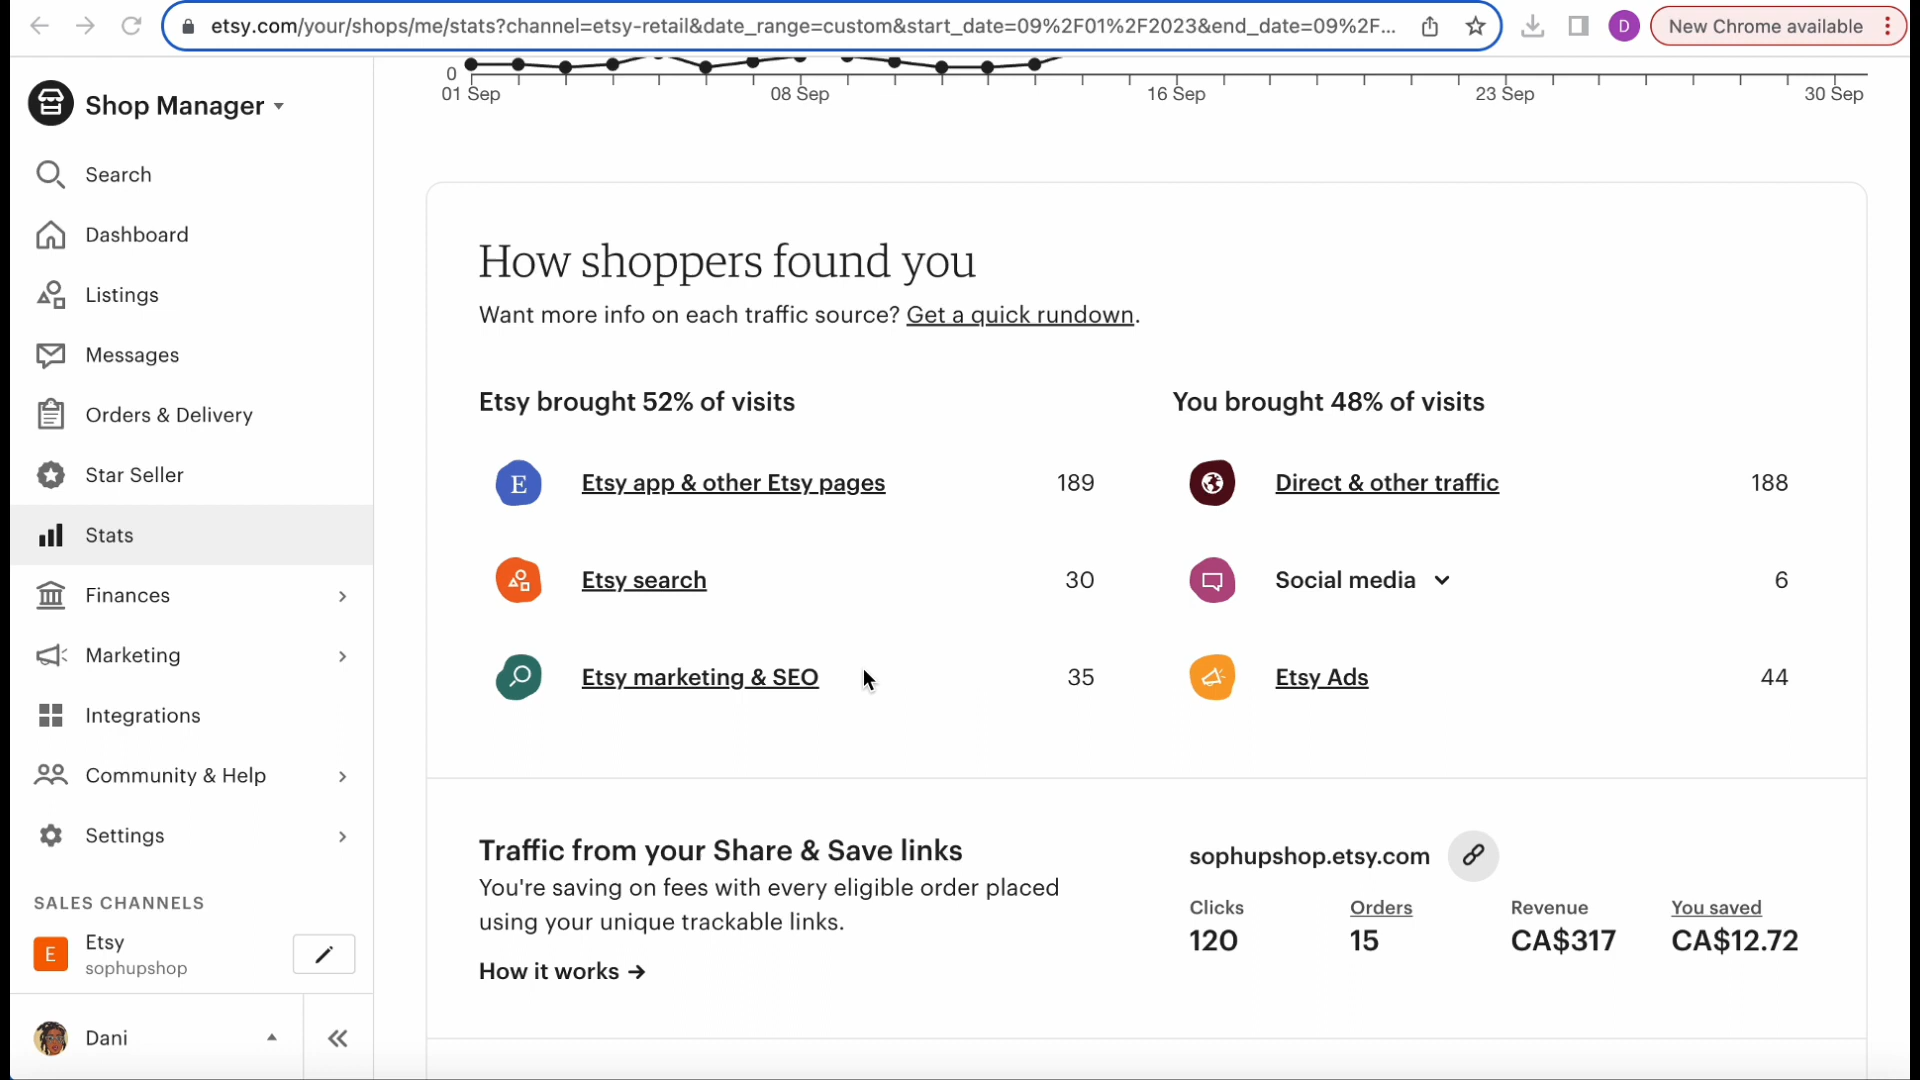 etsy.com/your/shops/me/stats?channel=etsy-retail&date_range=custom&start_date=09%2F01%2F2023&end_date=09%2F...
D
New Chrome available
Shop Manager
Search
Dashboard
Listings
Messages
Orders & Delivery
Star Seller
Stats
Finances
Marketing
Integrations
Community & Help
Settings
SALES CHANNELS
E
Etsy
sophupshop
Dani
0
01 Sep 08 Sep 16 Sep 23 Sep 30 Sep
How shoppers found you
Want more info on each traffic source? Get a quick rundown.
Etsy brought 52% of visits
E Etsy app & other Etsy pages 189
Etsy search 30
Etsy marketing & SEO 35
You brought 48% of visits
Direct & other traffic 188
Social media 6
Etsy Ads 44
Traffic from your Share & Save links
You're saving on fees with every eligible order placed
using your unique trackable links.
How it works →
sophupshop.etsy.com
Clicks Orders Revenue You saved
120 15 CA$317 CA$12.72